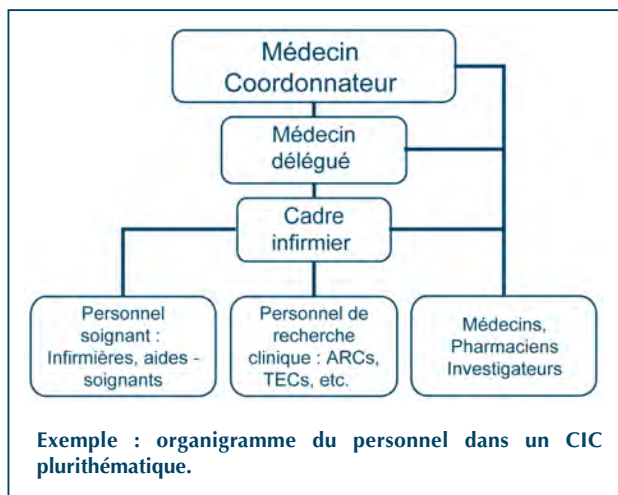 Médecin
Coordonnateur
Médecin
délégué
Cadre
infirmier
Personnel
soignant :
Infirmières, aides -
soignants
Personnel de
recherche
clinique : ARCs,
TECs, etc.
Médecins,
Pharmaciens
Investigateurs
Exemple : organigramme du personnel dans un CIC
plurithématique.